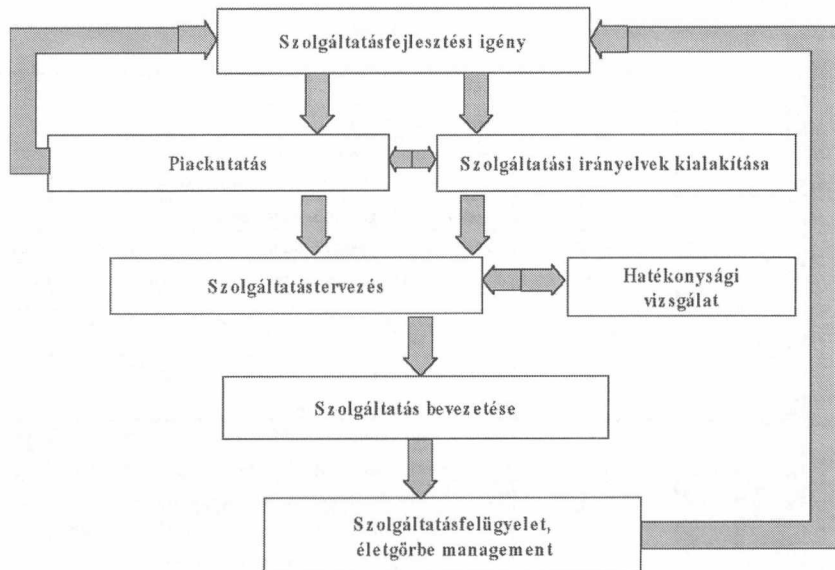 Szolgáltatásfejlesztési igény
Piackutatás
Szolgáltatási irányelvek kialakítása
Szolgáltatástervezés
Hatékonysági
vizsgálat
Szolgáltatás bevezetése
Szolgáltatásfelügyelet,
életgörbe management